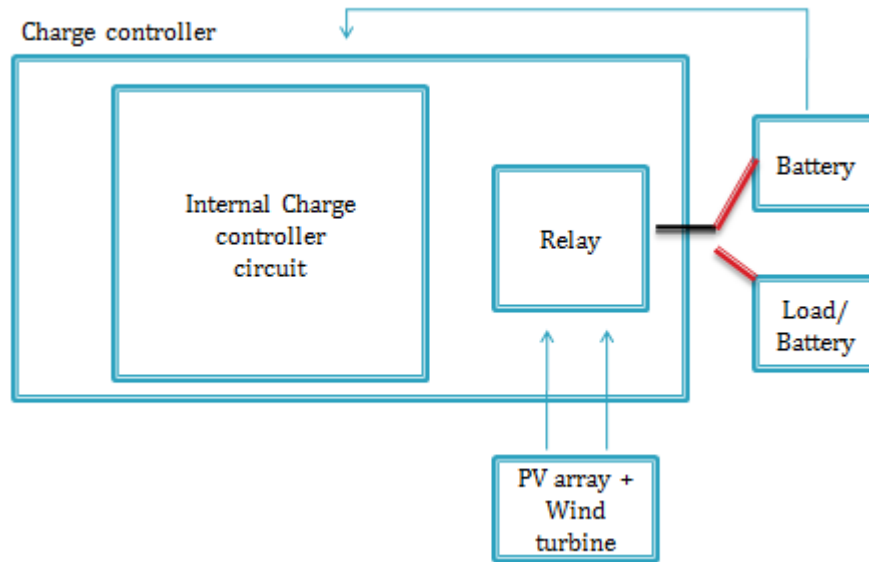 Charge controller
Internal Charge
controller
circuit
Relay
Battery
Load/
Battery
PV array +
Wind
turbine